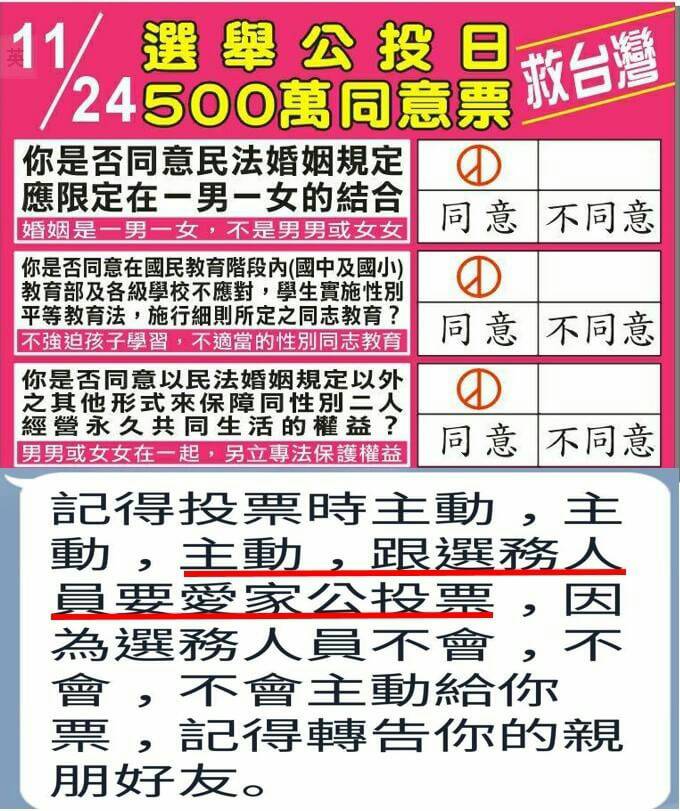 英
11/24
選舉公投日
500萬同意票
救台灣
你是否同意民法婚姻規定
應限定在一男一女的結合
婚姻是一男一女，不是男男或女女
同意
不同意
你是否同意在國民教育階段內(國中及國小)
教育部及各級學校不應對，學生實施性別
平等教育法，施行細則所定之同志教育？
不強迫孩子學習，不適當的性別同志教育
同意
不同意
你是否同意以民法婚姻規定以外
之其他形式來保障同性別二人
經營永久共同生活的權益？
男男或女女在一起，另立專法保護權益
同意
不同意
記得投票時主動，主
動，主動，跟選務人
員要愛家公投票，因
為選務人員不會，不
會，不會主動給你
票，記得轉告你的親
朋好友。